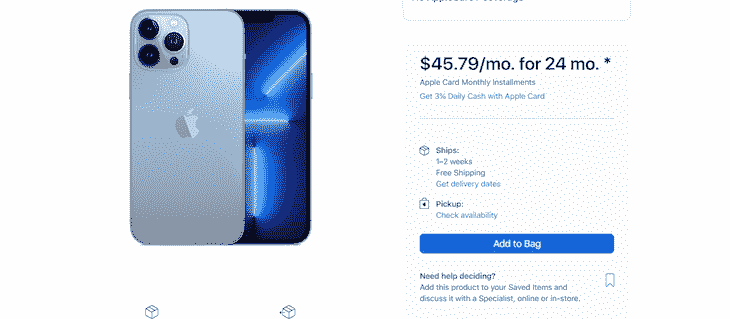 $45.79/mo. for 24 mo. *
Apple Card Monthly Installments
Get 3% Daily Cash with Apple Card
Ships:
1–2 weeks
Free Shipping
Get delivery dates
Pickup:
Check availability
Add to Bag
Need help deciding?
Add this product to your Saved Items and
discuss it with a Specialist, online or in-store.